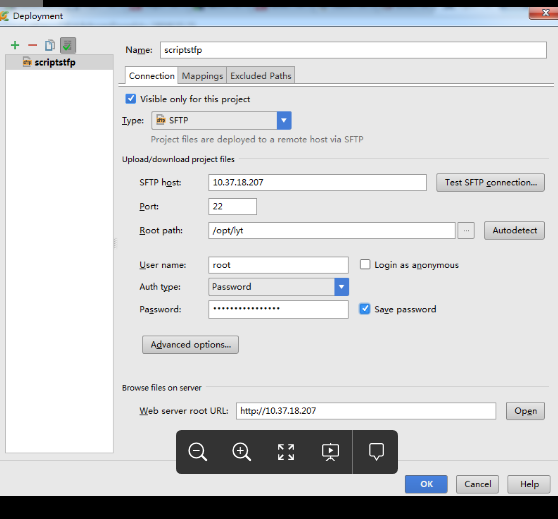 Deployment
scriptstfp
Name: scriptstfp
Connection Mappings Excluded Paths
Visible only for this project
Type: SFTP
Project files are deployed to a remote host via SFTP
Upload/download project files
SFTP host: 10.37.18.207 Test SFTP connection...
Port: 22
Root path: /opt/lyt ... Autodetect
User name: root Login as anonymous
Auth type: Password
Password: •••••••••••••••• Save password
Advanced options...
Browse files on server
Web server root URL: http://10.37.18.207 Open
OK Cancel Help